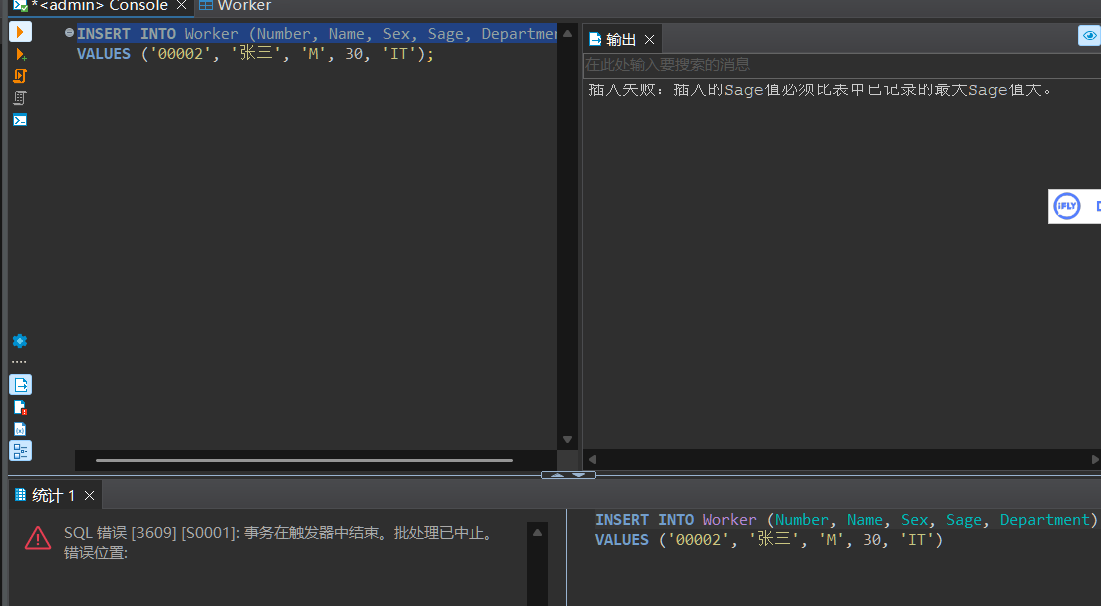 *<admin> Console
Worker
INSERT INTO Worker (Number, Name, Sex, Sage, Departmen
VALUES ('00002', '张三', 'M', 30, 'IT');
输出
在此处输入要搜索的消息
插入失败：插入的Sage值必须比表中已记录的最大Sage值大。
iFLY
统计 1
SQL 错误 [3609] [S0001]: 事务在触发器中结束。批处理已中止。
错误位置:
INSERT INTO Worker (Number, Name, Sex, Sage, Department)
VALUES ('00002', '张三', 'M', 30, 'IT')